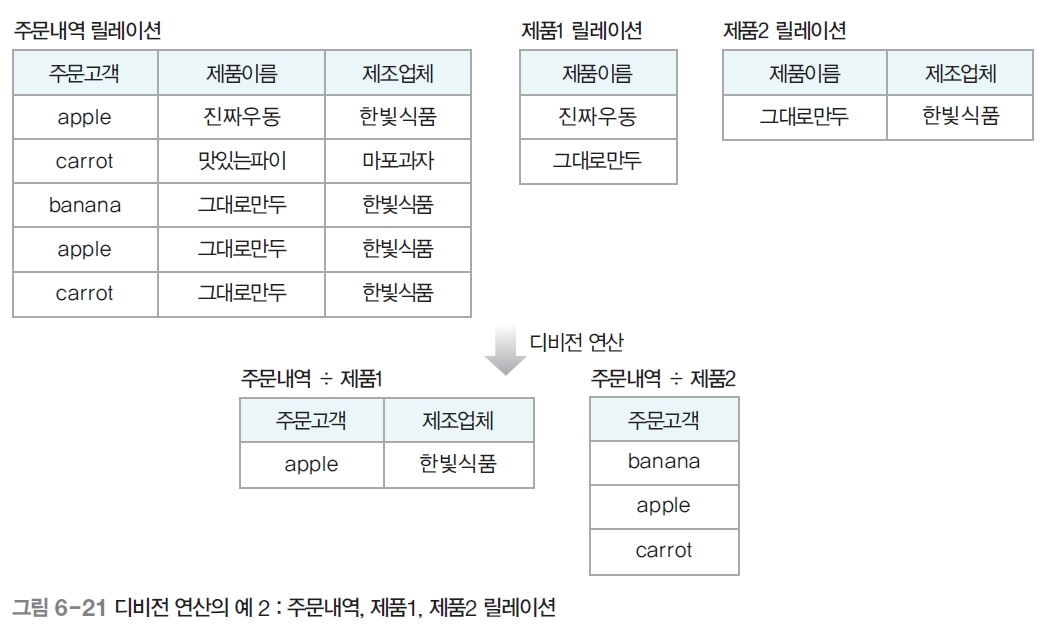 주문내역 릴레이션
주문고객 제품이름 제조업체
apple 진짜우동 한빛식품
carrot 맛있는파이 마포과자
banana 그대로만두 한빛식품
apple 그대로만두 한빛식품
carrot 그대로만두 한빛식품
제품1 릴레이션
제품이름
진짜우동
그대로만두
제품2 릴레이션
제품이름 제조업체
그대로만두 한빛식품
디비전 연산
주문내역 ÷ 제품1
주문고객 제조업체
apple 한빛식품
주문내역 ÷ 제품2
주문고객
banana
apple
carrot
그림 6-21 디비전 연산의 예 2 : 주문내역, 제품1, 제품2 릴레이션